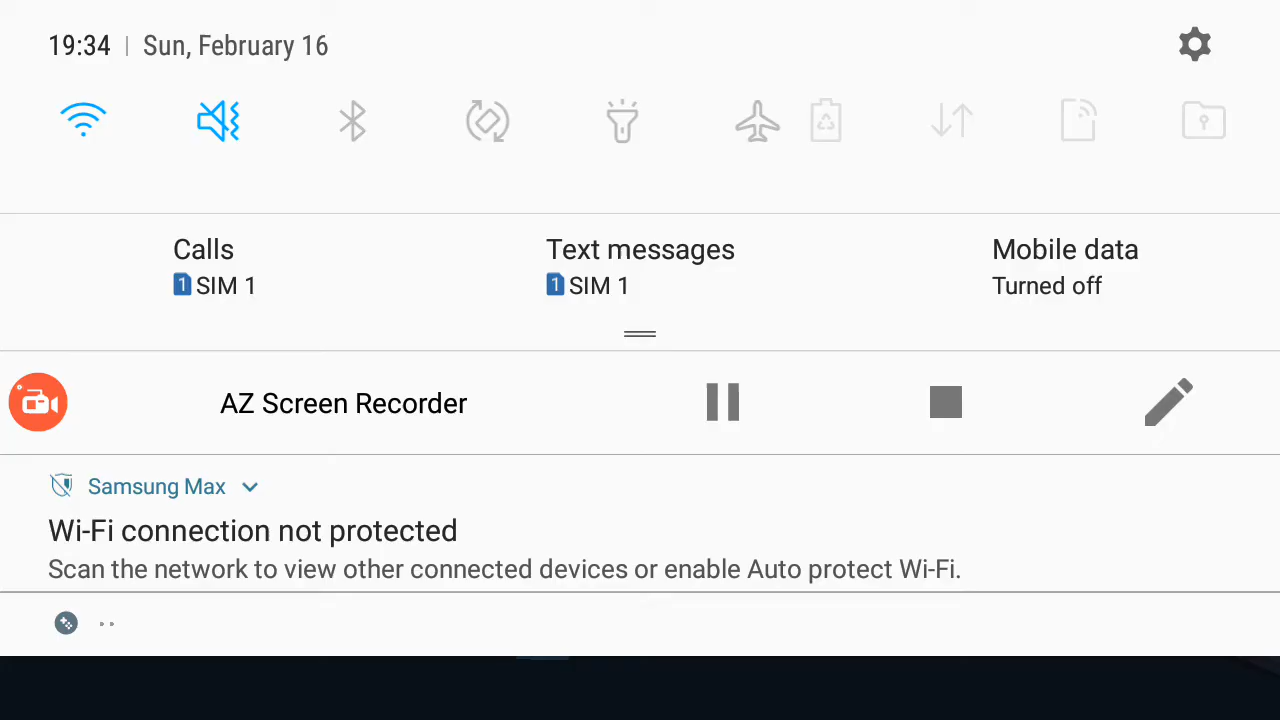 19:34 | Sun, February 16
Calls
1 SIM 1
Text messages
1 SIM 1
Mobile data
Turned off
AZ Screen Recorder
Samsung Max
Wi-Fi connection not protected
Scan the network to view other connected devices or enable Auto protect Wi-Fi.